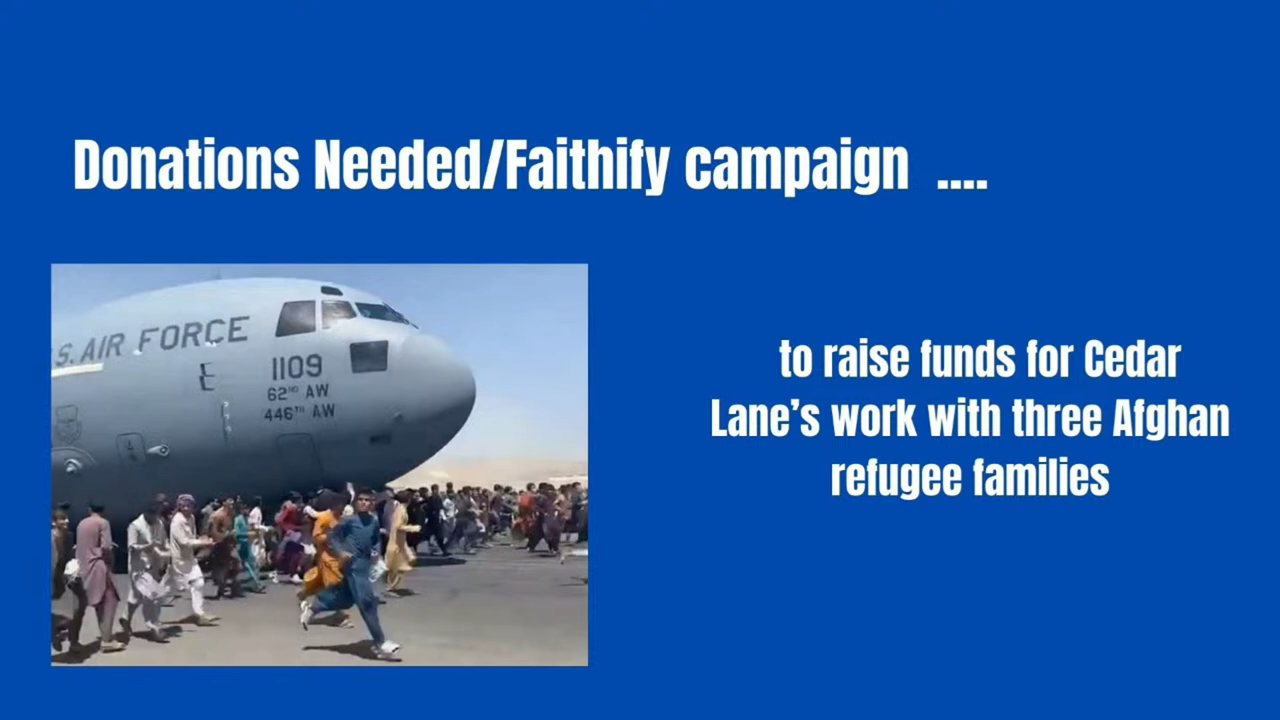 Donations Needed/Faithify campaign ....
S. AIR FORCE
1109
62ND AW
446TH AW
to raise funds for Cedar
Lane's work with three Afghan
refugee families